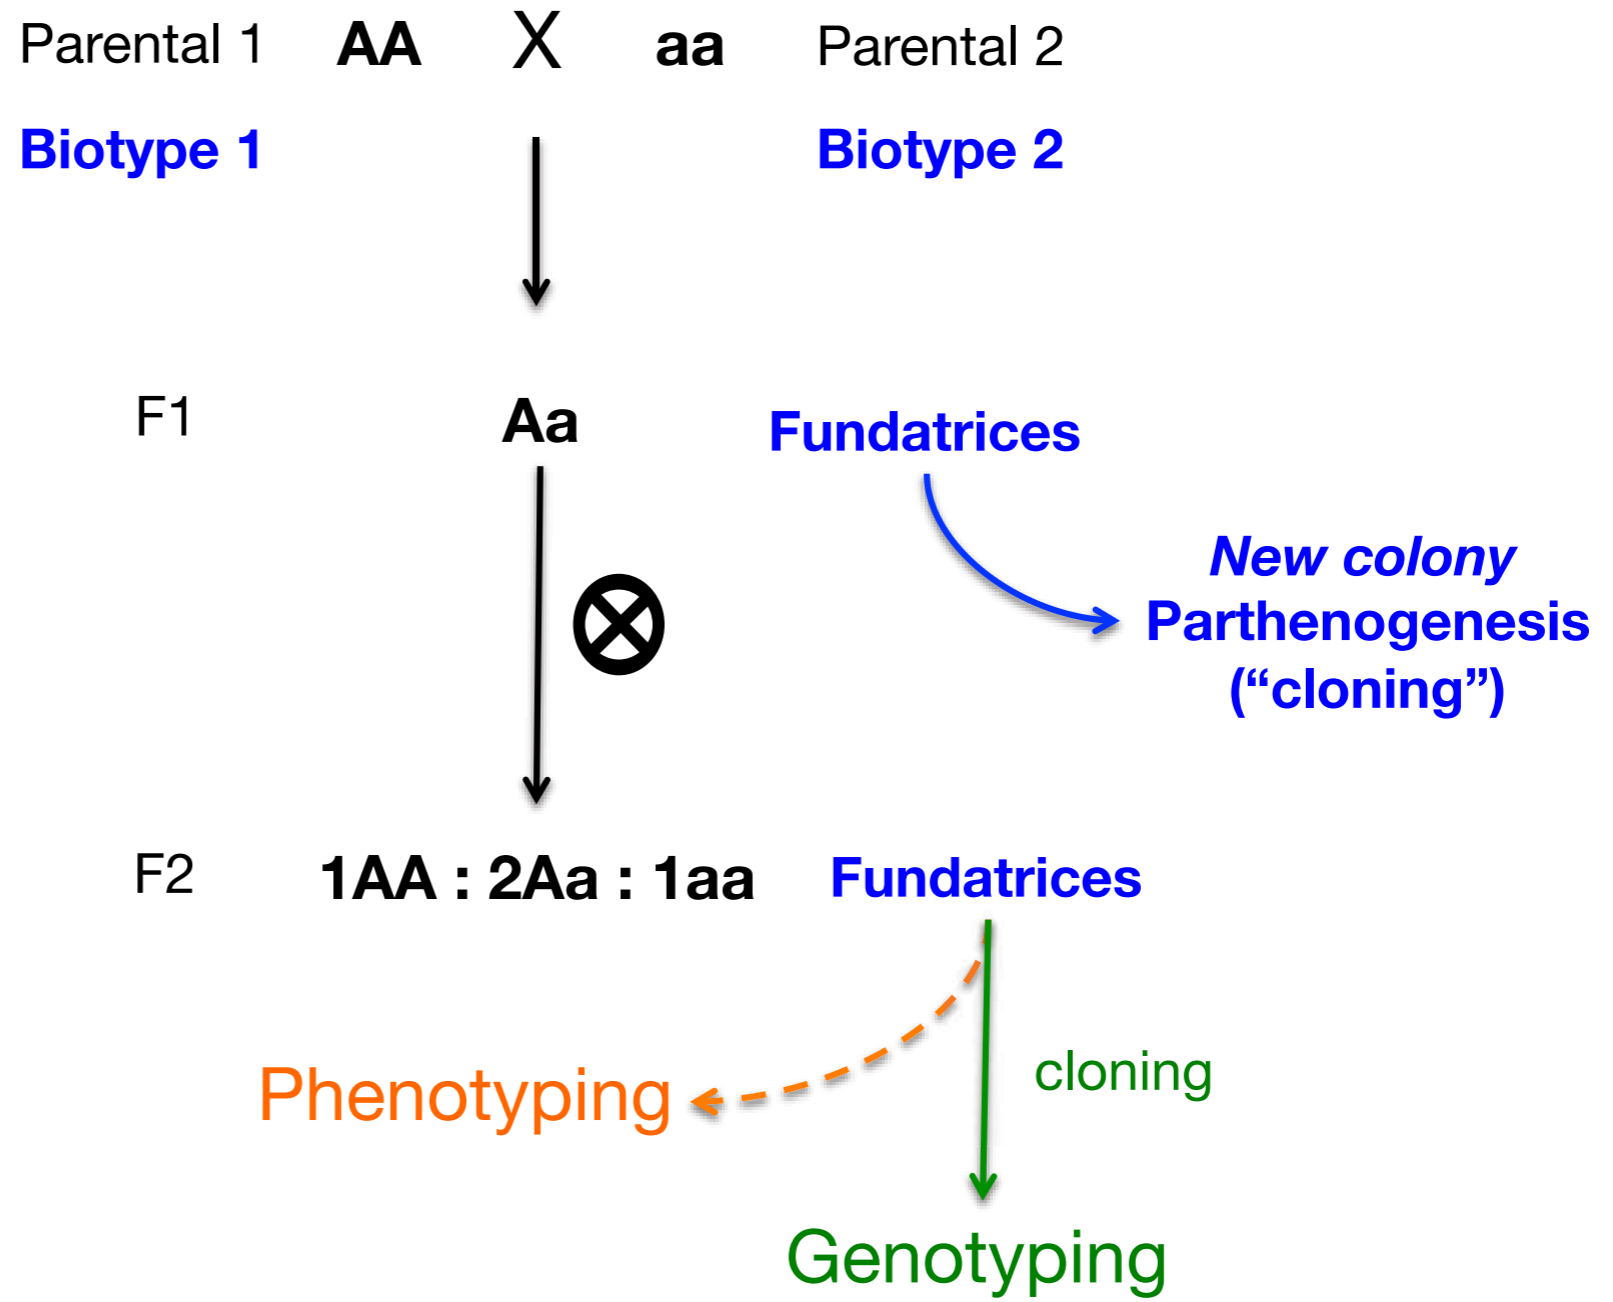 Parental 1 AA X aa Parental 2
Biotype 1 Biotype 2
F1 Aa Fundatrices
New colony
Parthenogenesis
(“cloning”)
F2 1AA : 2Aa : 1aa Fundatrices
Phenotyping cloning
Genotyping